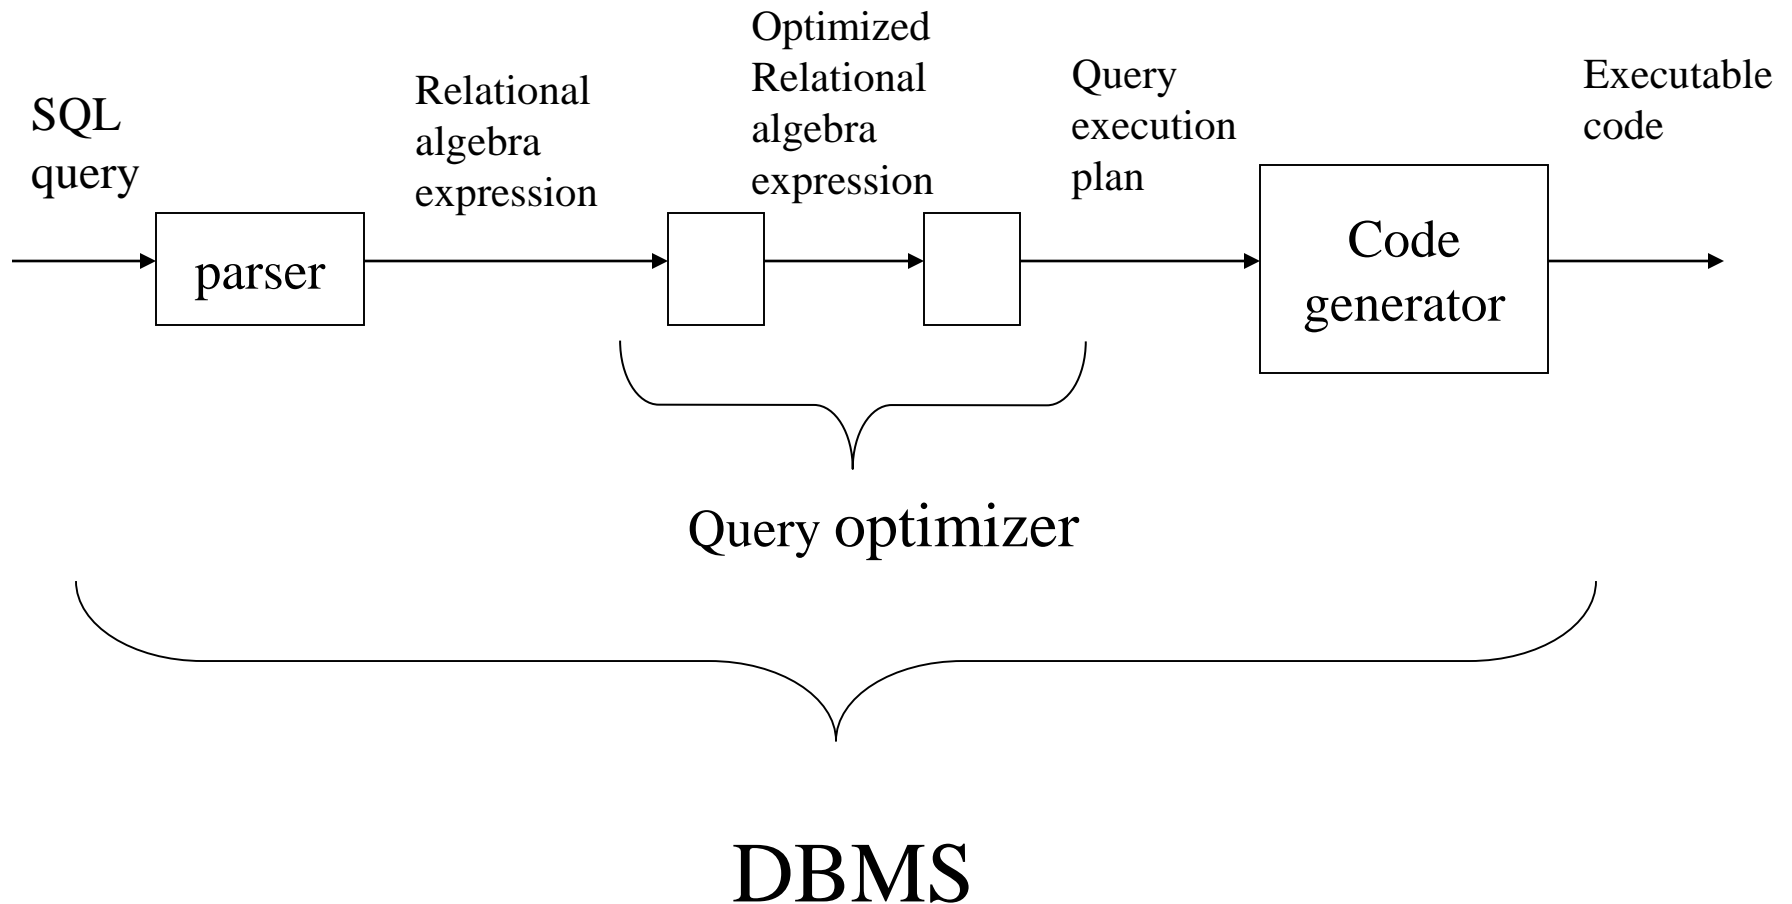 SQL
query
Relational
algebra
expression
Optimized
Relational
algebra
expression
Query
execution
plan
Executable
code
parser
Code
generator
Query optimizer
DBMS